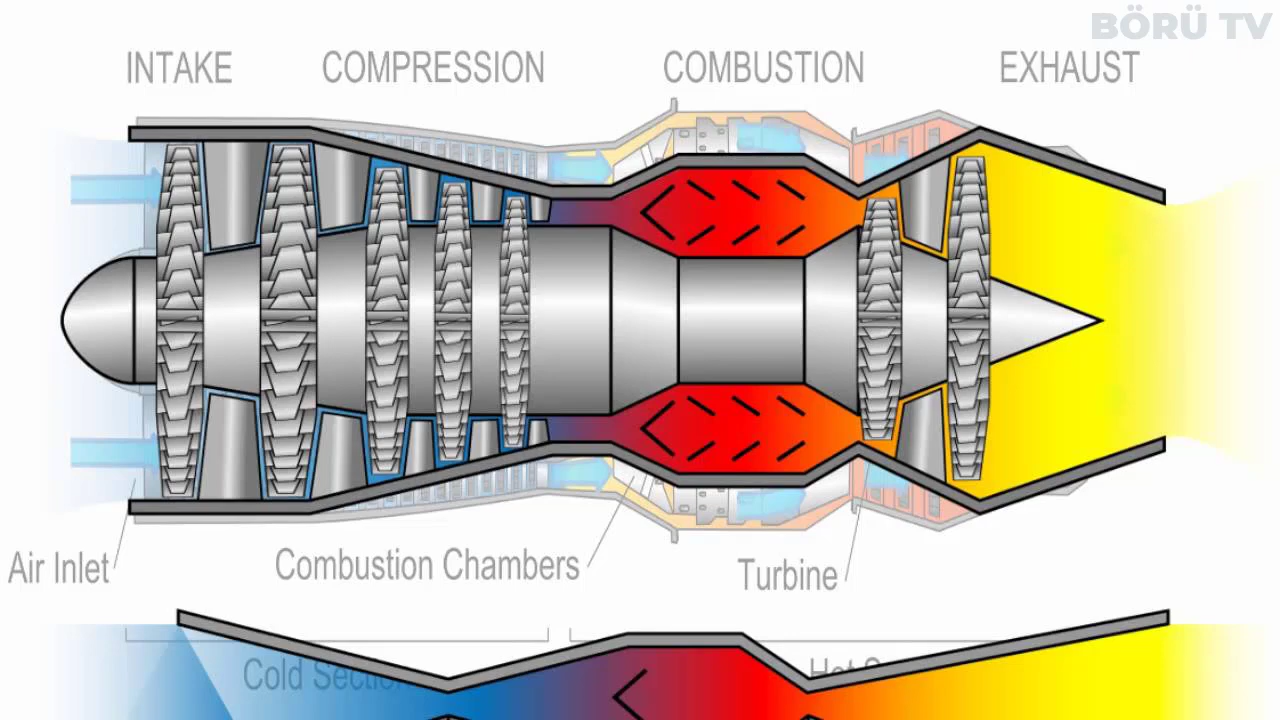 BÖRÜ TV
INTAKE COMPRESSION COMBUSTION EXHAUST
Air Inlet
Combustion Chambers
Turbine
Cold Section